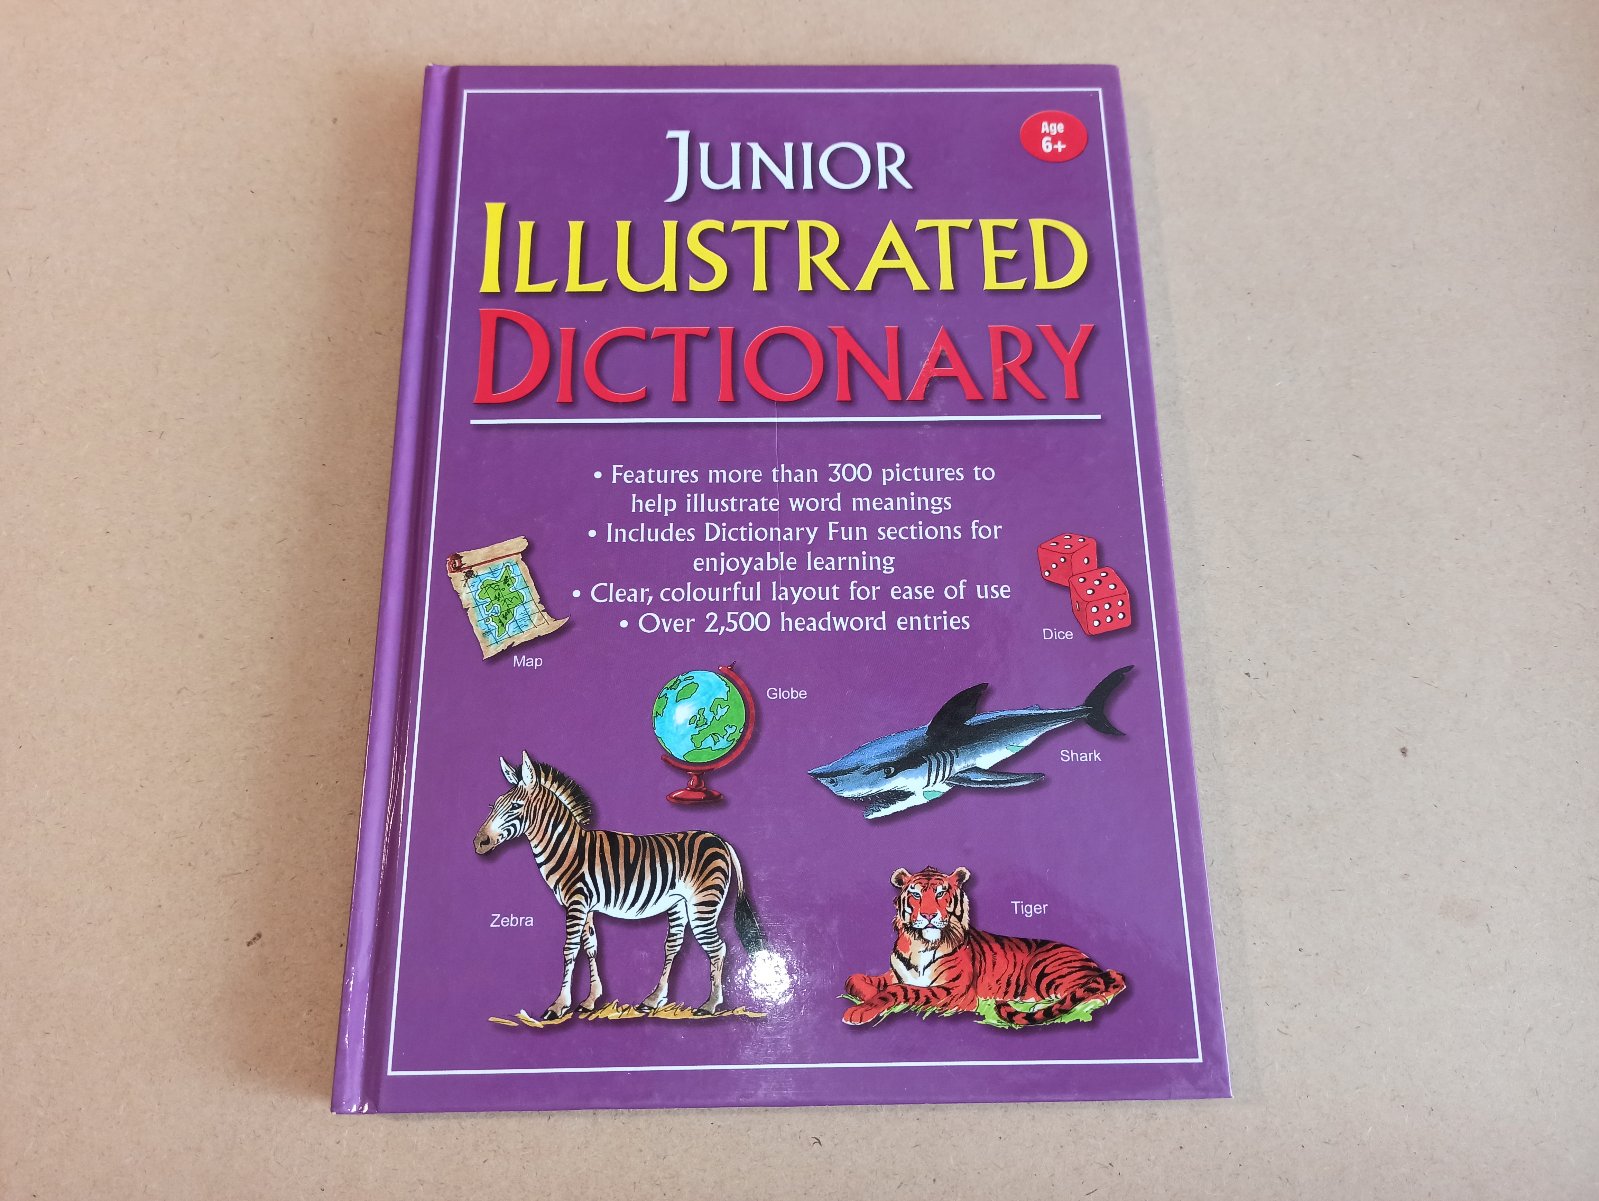 Age
6+
JUNIOR
ILLUSTRATED
DICTIONARY
• Features more than 300 pictures to
help illustrate word meanings
• Includes Dictionary Fun sections for
enjoyable learning
• Clear, colourful layout for ease of use
• Over 2,500 headword entries
Map
Dice
Globe
Shark
Zebra
Tiger